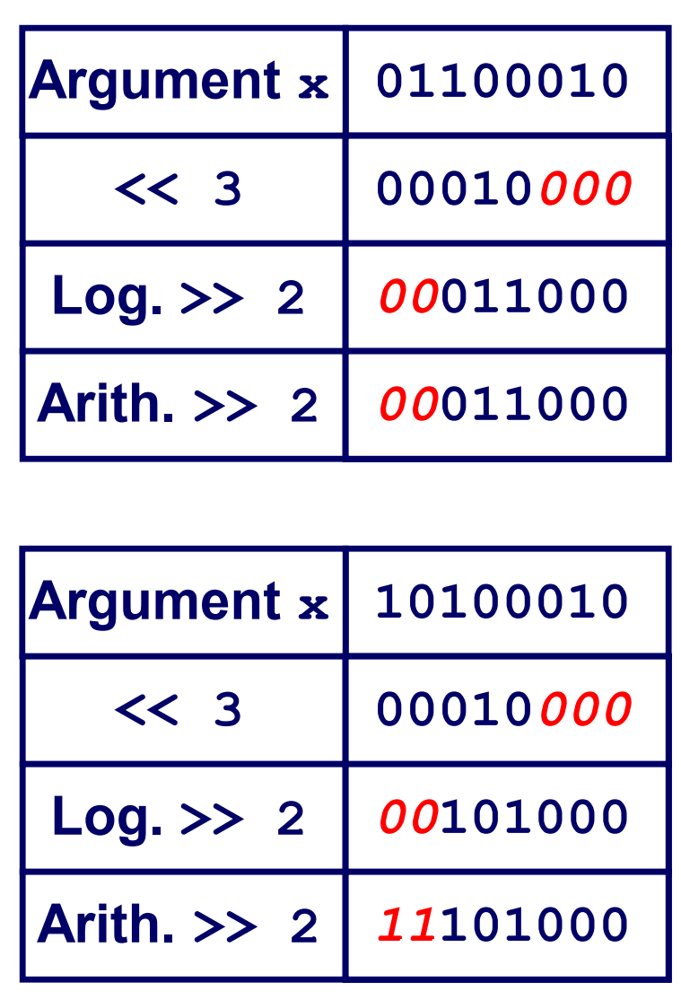 Argument x 01100010
<< 3 00010000
Log. >> 2 00011000
Arith. >> 2 00011000
Argument x 10100010
<< 3 00010000
Log. >> 2 00101000
Arith. >> 2 11101000